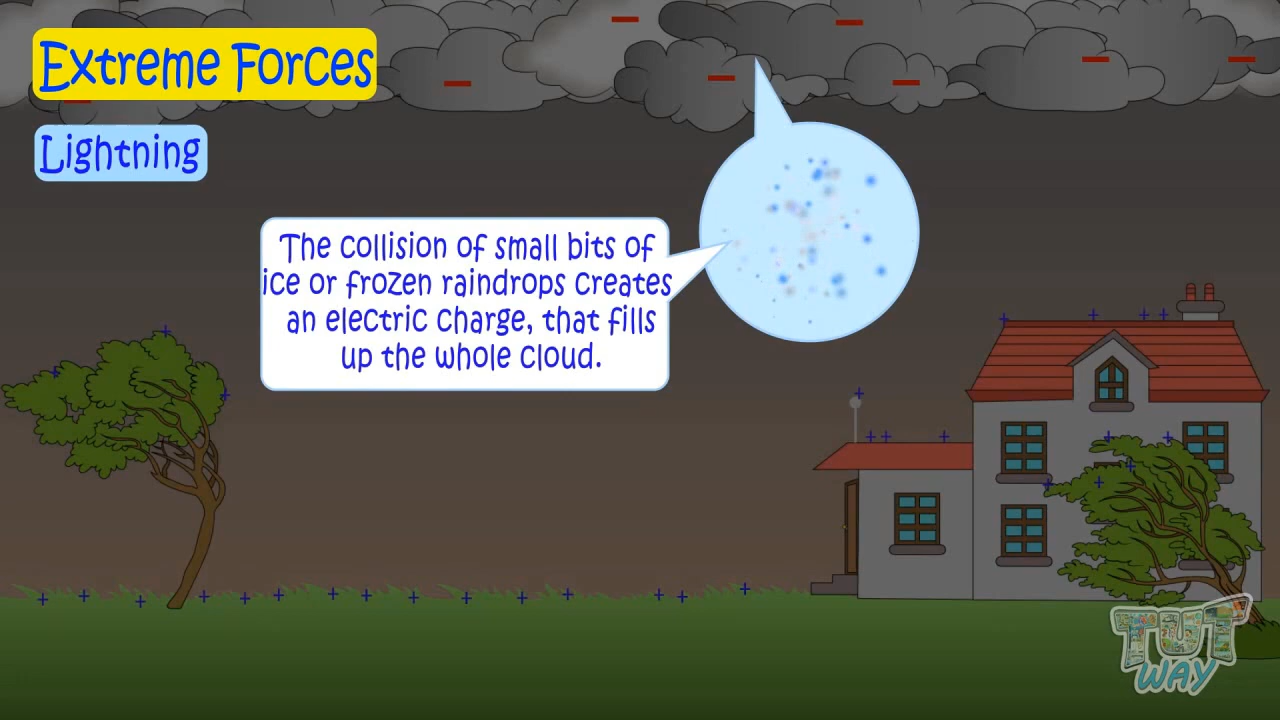 Extreme Forces
Lightning
The collision of small bits of
ice or frozen raindrops creates
an electric charge, that fills
up the whole cloud.
TUT
WAY